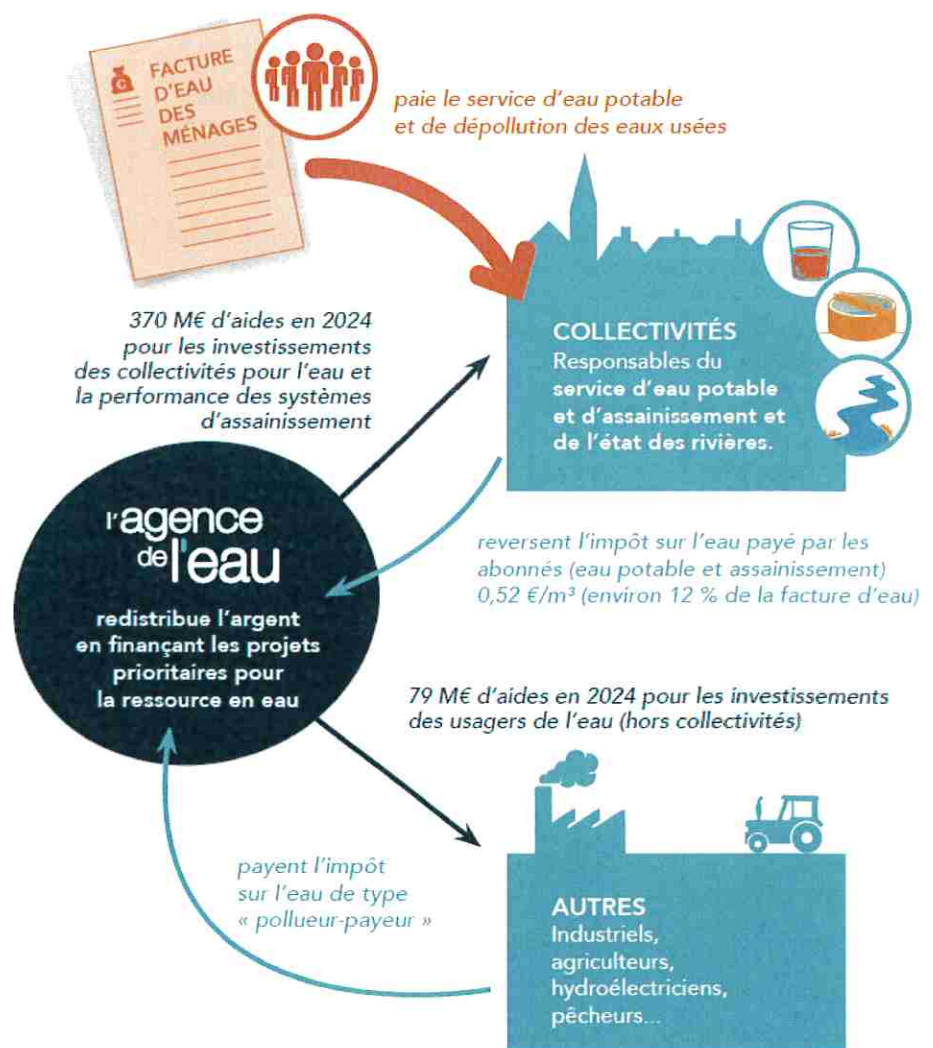 FACTURE
D'EAU
DES
MÉNAGES
paie le service d'eau potable
et de dépollution des eaux usées
370 M€ d'aides en 2024
pour les investissements
des collectivités pour l'eau et
la performance des systèmes
d'assainissement
COLLECTIVITÉS
Responsables du
service d'eau potable
et d'assainissement et
de l'état des rivières.
l'agence
de l'eau
redistribue l'argent
en finançant les projets
prioritaires pour
la ressource en eau
reversent l'impôt sur l'eau payé par les
abonnés (eau potable et assainissement)
0,52 €/m³ (environ 12 % de la facture d'eau)
79 M€ d'aides en 2024 pour les investissements
des usagers de l'eau (hors collectivités)
payent l'impôt
sur l'eau de type
« pollueur-payeur »
AUTRES
Industriels,
agriculteurs,
hydroélectriciens,
pêcheurs...